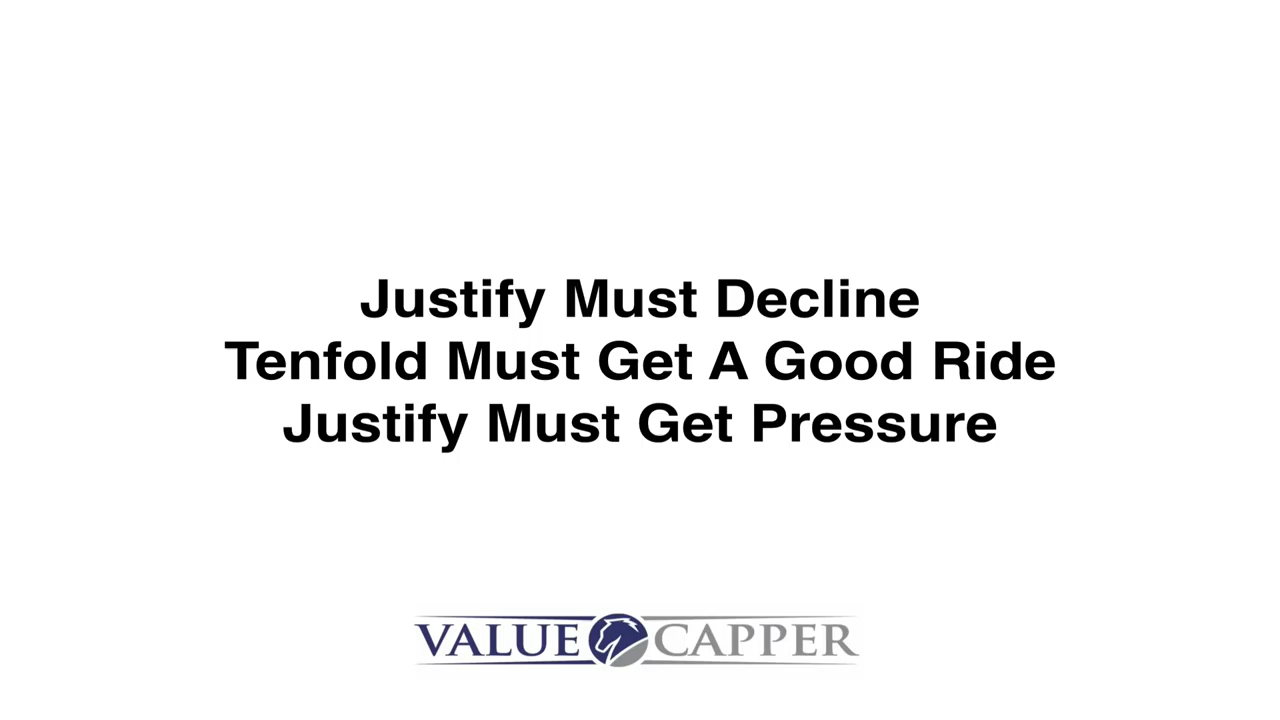 Justify Must Decline
Tenfold Must Get A Good Ride
Justify Must Get Pressure
VALUE CAPPER